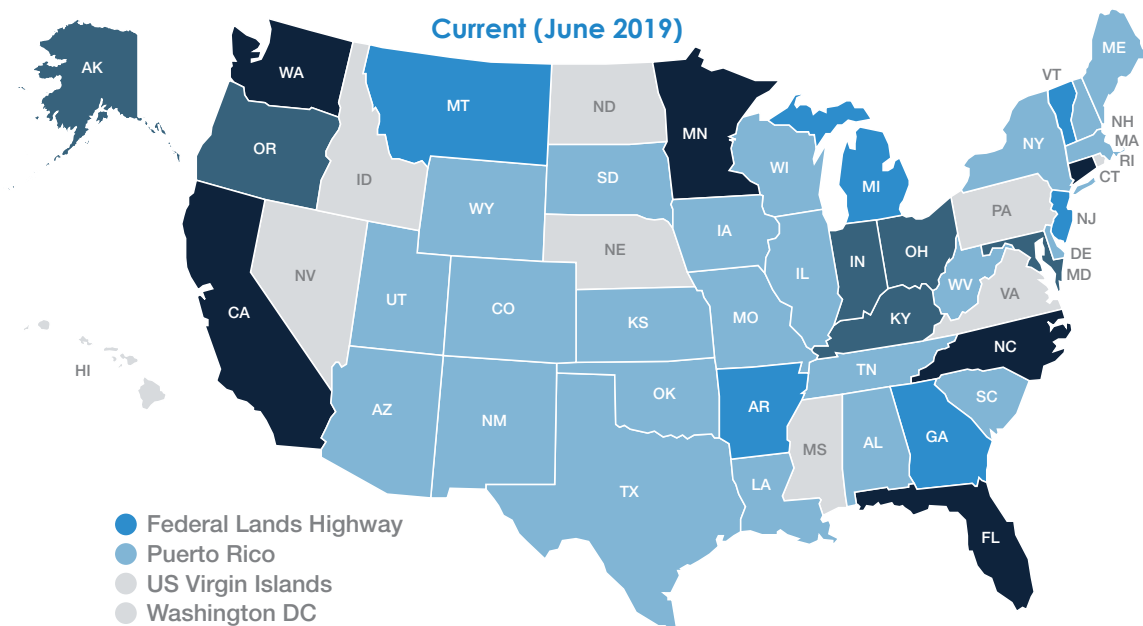 Current (June 2019)
AK
WA
MT
ND
MN
VT
ME
OR
ID
SD
WI
MI
NY
NH
MA
RI
CT
WY
IA
PA
NJ
NV
NE
IL
IN
OH
DE
MD
CA
UT
CO
KS
MO
WV
VA
KY
HI
NC
AZ
NM
OK
AR
TN
SC
MS
AL
GA
TX
LA
FL
Federal Lands Highway
Puerto Rico
US Virgin Islands
Washington DC